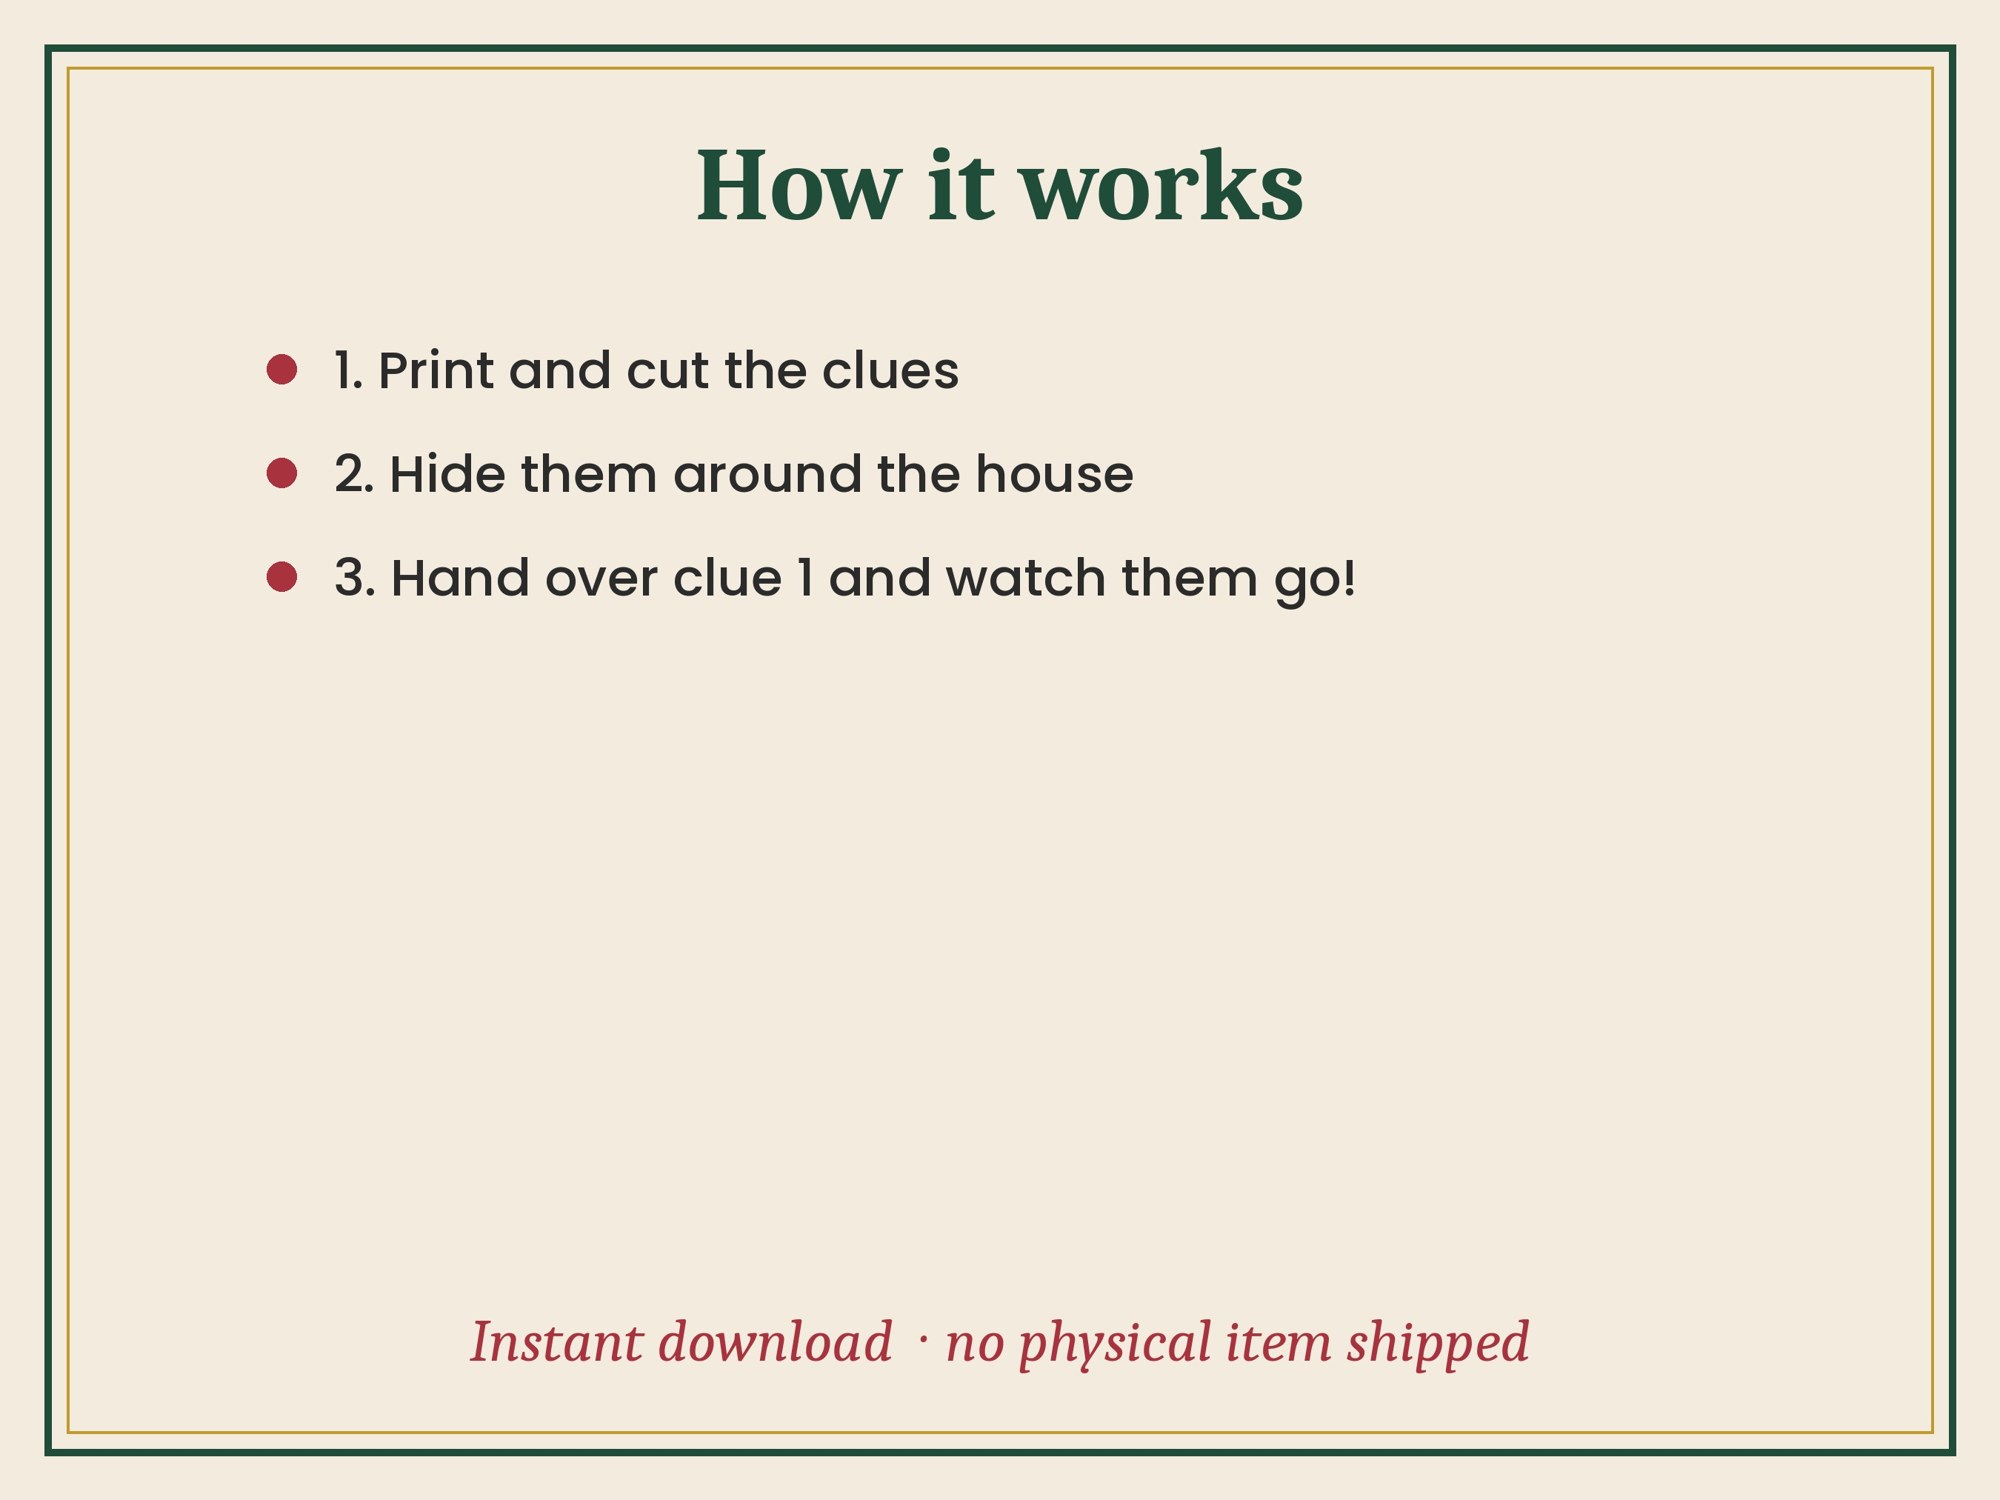 How it works
1. Print and cut the clues
2. Hide them around the house
3. Hand over clue 1 and watch them go!
Instant download · no physical item shipped